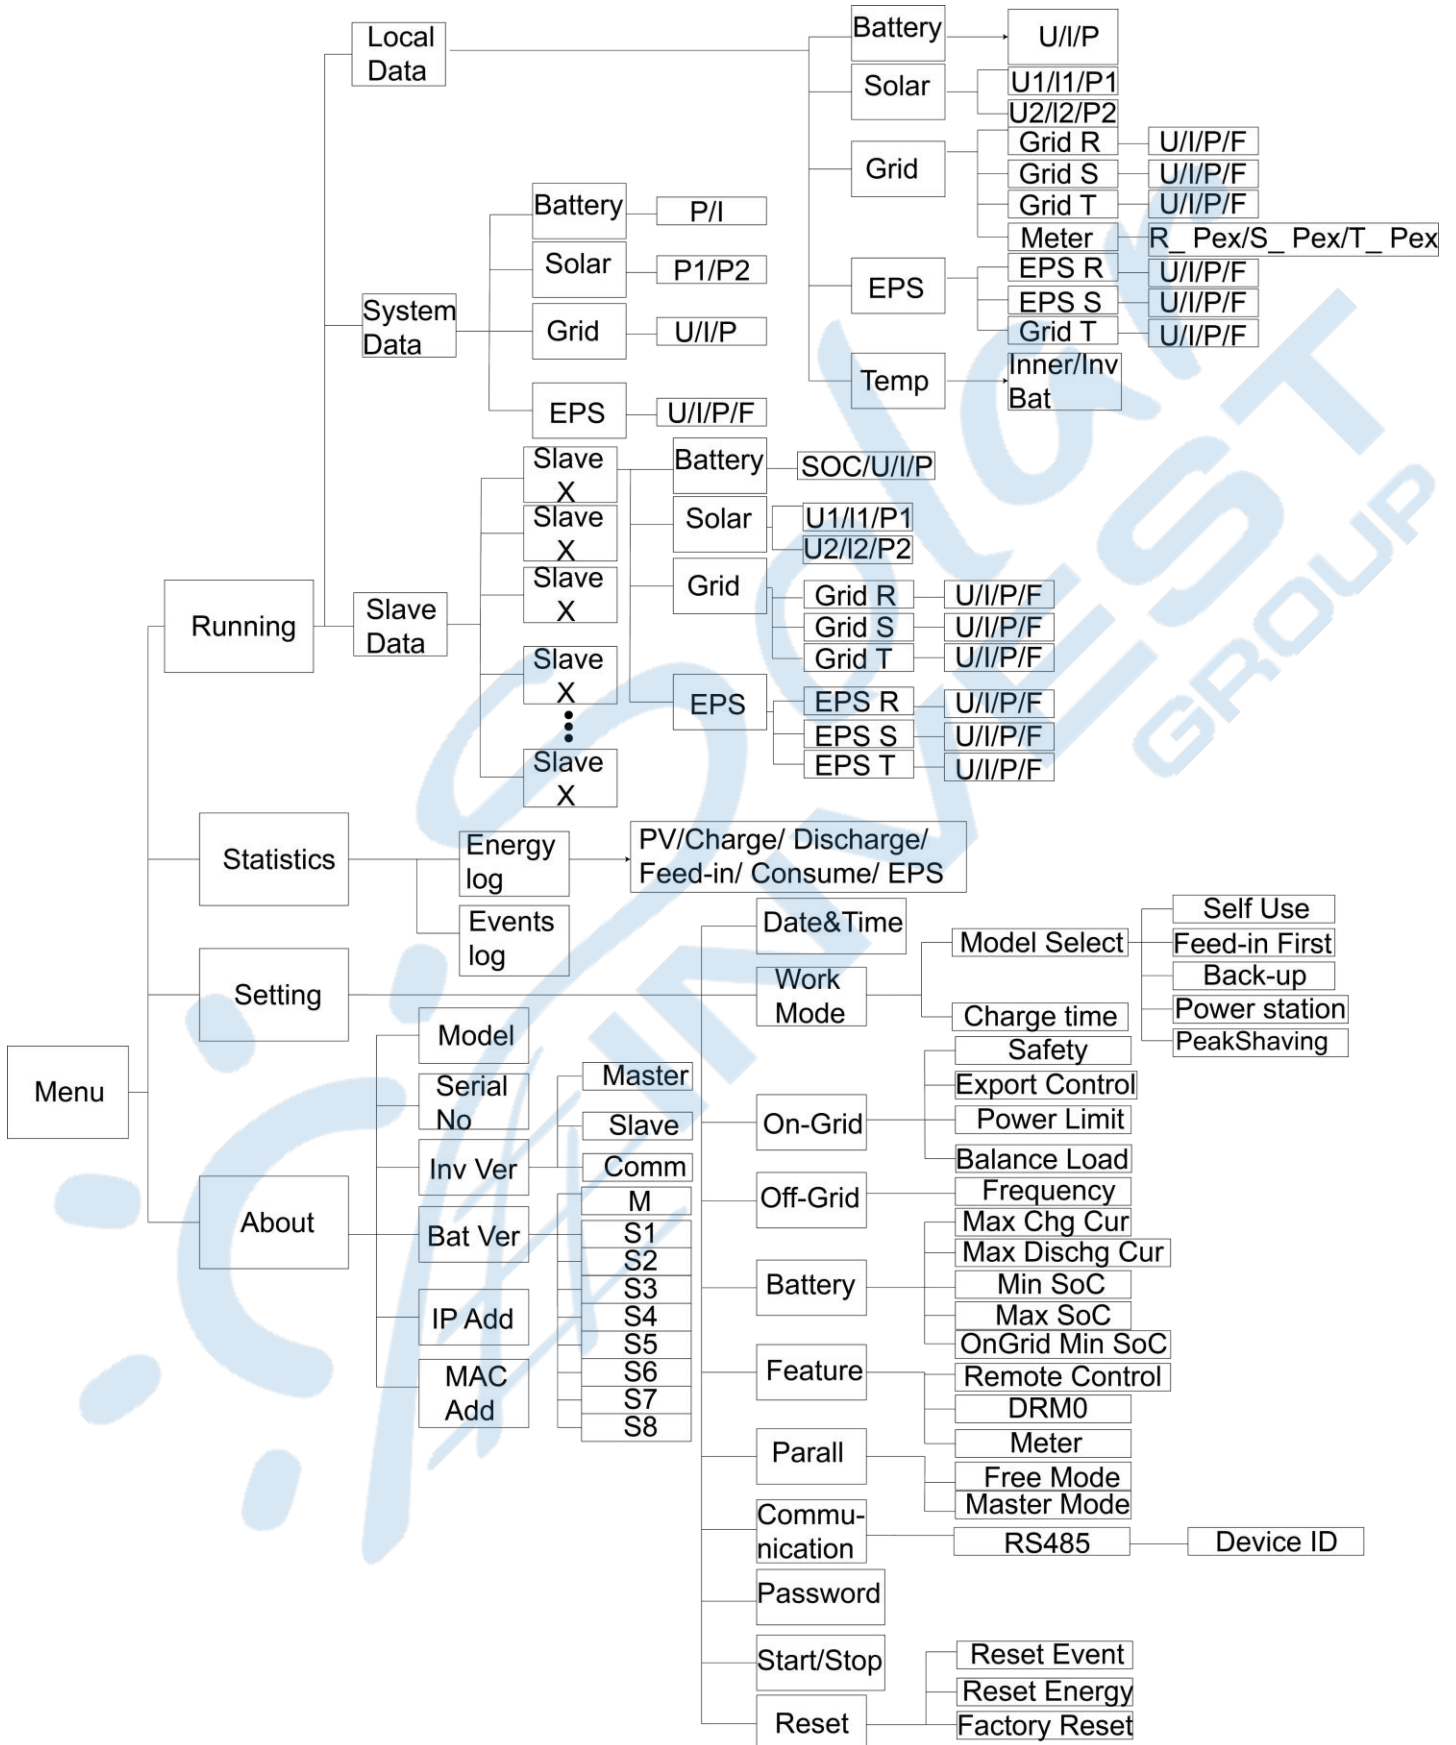 Menu
Running
Local
Data
Battery
U/I/P
Solar
U1/I1/P1
U2/I2/P2
Grid
Grid R
U/I/P/F
Grid S
U/I/P/F
Grid T
U/I/P/F
Meter
R_ Pex/S_ Pex/T_ Pex
EPS
EPS R
U/I/P/F
EPS S
U/I/P/F
Grid T
U/I/P/F
Temp
Inner/Inv
Bat
System
Data
Battery
P/I
Solar
P1/P2
Grid
U/I/P
EPS
U/I/P/F
Slave
Data
Slave
X
Slave
X
Slave
X
Slave
X
Slave
X
Battery
SOC/U/I/P
Solar
U1/I1/P1
U2/I2/P2
Grid
Grid R
U/I/P/F
Grid S
U/I/P/F
Grid T
U/I/P/F
EPS
EPS R
U/I/P/F
EPS S
U/I/P/F
EPS T
U/I/P/F
Statistics
Energy
log
PV/Charge/ Discharge/
Feed-in/ Consume/ EPS
Events
log
Setting
Date&Time
Work
Mode
Model Select
Self Use
Feed-in First
Back-up
Power station
PeakShaving
Charge time
On-Grid
Safety
Export Control
Power Limit
Balance Load
Off-Grid
Frequency
Battery
Max Chg Cur
Max Dischg Cur
Min SoC
Max SoC
OnGrid Min SoC
Feature
Remote Control
DRM0
Meter
Parall
Free Mode
Master Mode
Commu-
nication
RS485
Device ID
Password
Start/Stop
Reset
Reset Event
Reset Energy
Factory Reset
About
Model
Serial
No
Inv Ver
Master
Slave
Comm
Bat Ver
M
S1
S2
S3
S4
S5
S6
S7
S8
IP Add
MAC
Add
Solar
INVEST
GROUP